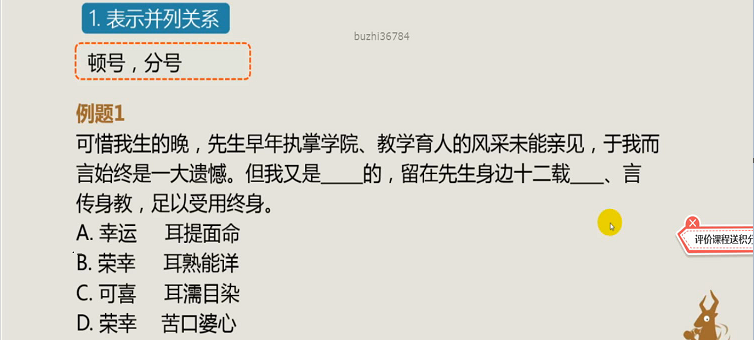 1. 表示并列关系
buzhi36784
顿号，分号
例题1
可惜我生的晚，先生早年执掌学院、教学育人的风采未能亲见，于我而
言始终是一大遗憾。但我又是____的，留在先生身边十二载___、言
传身教，足以受用终身。
A. 幸运 耳提面命
B. 荣幸 耳熟能详
C. 可喜 耳濡目染
D. 荣幸 苦口婆心
评价课程送积分